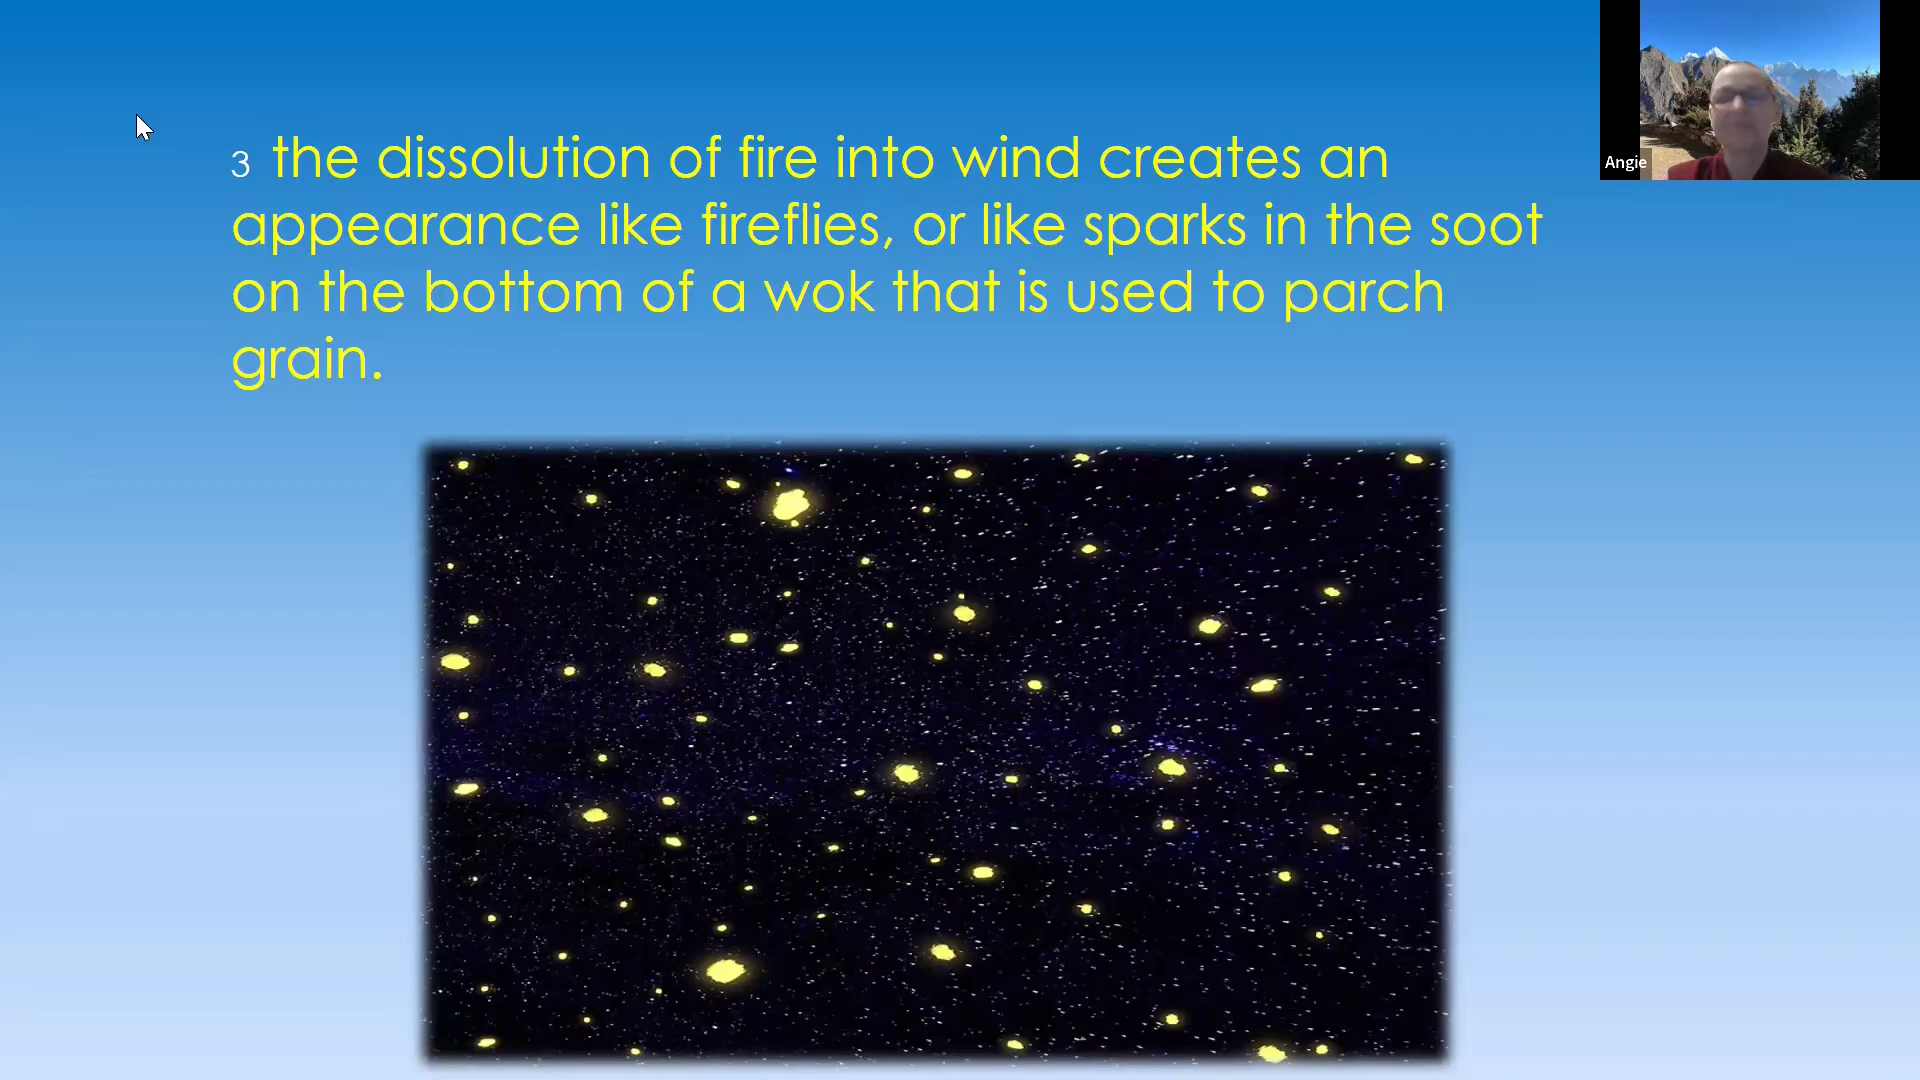 3 the dissolution of fire into wind creates an
appearance like fireflies, or like sparks in the soot
on the bottom of a wok that is used to parch
grain.
Angie